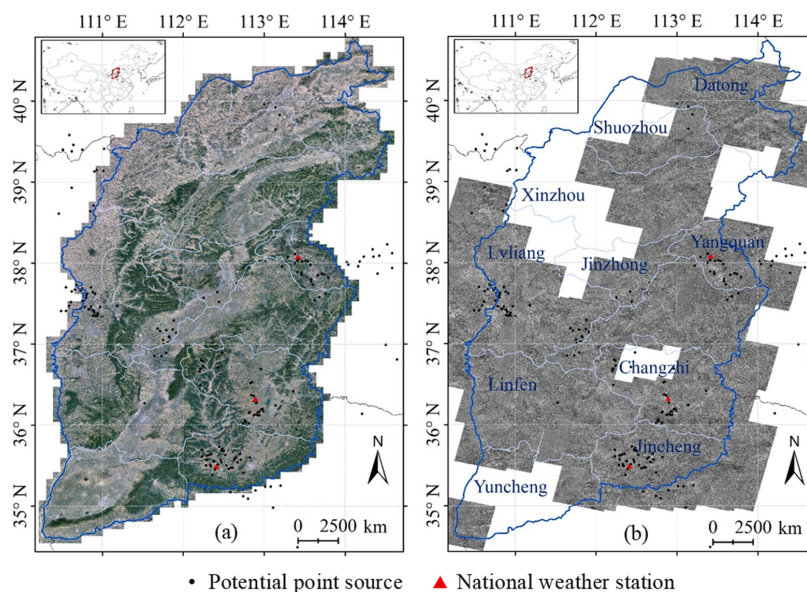 40° N
39° N
38° N
37° N
36° N
35° N
111° E
112° E
113° E
114° E
N
(a)
0 2500 km
40° N
39° N
38° N
37° N
36° N
35° N
111° E
112° E
113° E
114° E
Datong
Shuozhou
Xinzhou
Yangquan
Lvliang
Jinzhong
Changzhi
Linfen
Jincheng
Yuncheng
N
(b)
0 2500 km
Potential point source
National weather station